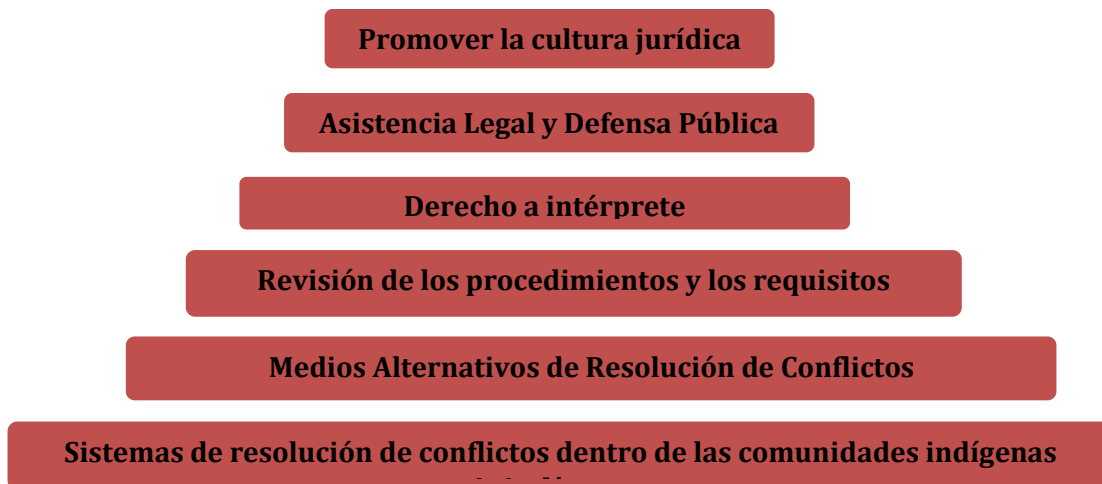 Promover la cultura jurídica
Asistencia Legal y Defensa Pública
Derecho a intérprete
Revisión de los procedimientos y los requisitos
Medios Alternativos de Resolución de Conflictos
Sistemas de resolución de conflictos dentro de las comunidades indígenas